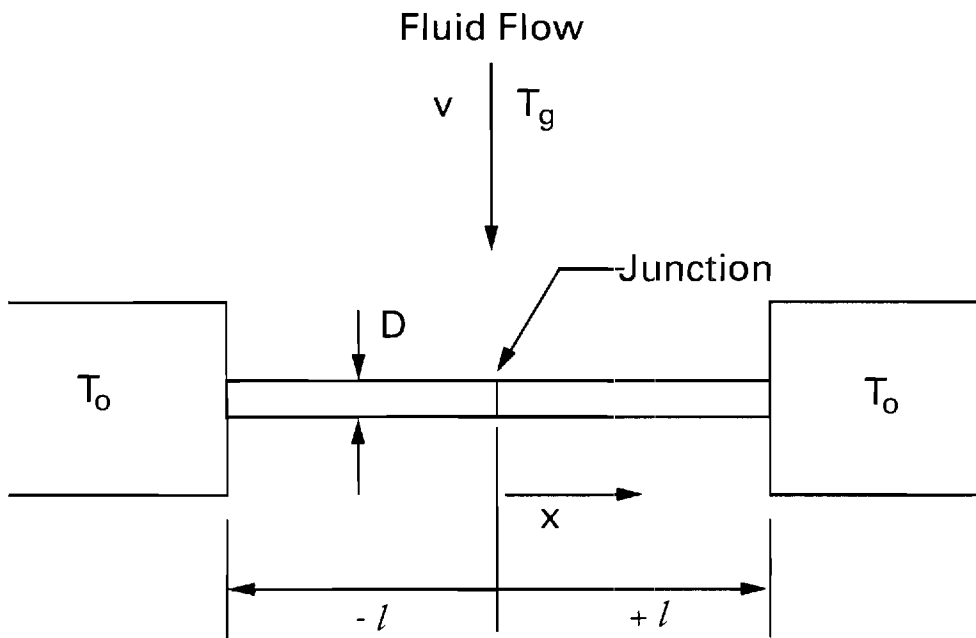 Fluid Flow
v T_g
Junction
D
T_o T_o
x
- l + l